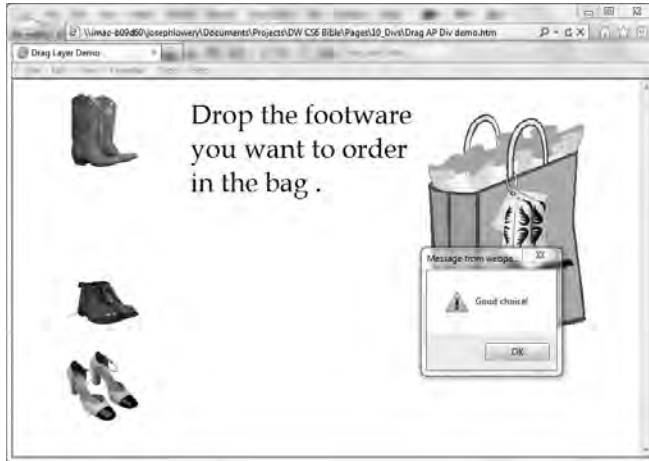 \\imac-b09d60\josephlowery\Documents\Projects\DW CS6 Bible\Pages\10_Divs\Drag AP Div demo.htm
Drag Layer Demo
Drop the footware
you want to order
in the bag .
Message from webpa...
Good choice!
OK